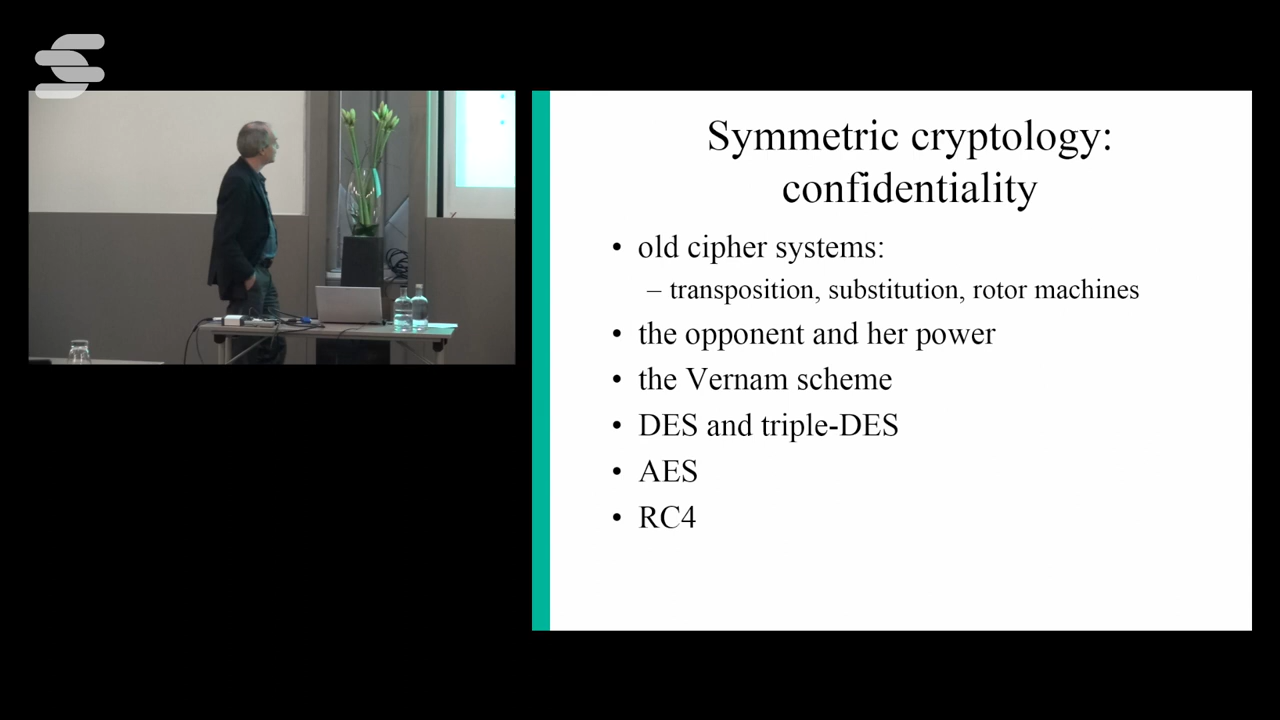 Symmetric cryptology:
confidentiality
• old cipher systems:
– transposition, substitution, rotor machines
• the opponent and her power
• the Vernam scheme
• DES and triple-DES
• AES
• RC4